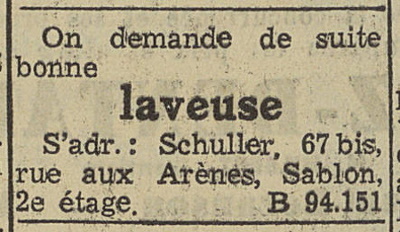 On demande de suite
bonne
laveuse
S'adr. : Schuller, 67 bis,
rue aux Arènes, Sablon,
2e étage. B 94.151